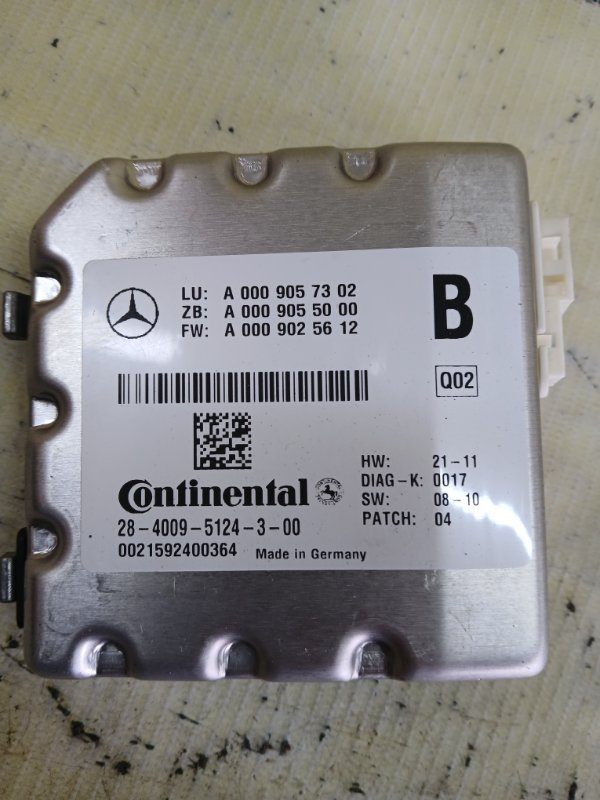 LU: A 000 905 73 02
ZB: A 000 905 50 00
FW: A 000 902 56 12
B
Q02
HW: 21-11
DIAG-K: 0017
SW: 08-10
PATCH: 04
Continental
28-4009-5124-3-00
0021592400364 Made in Germany